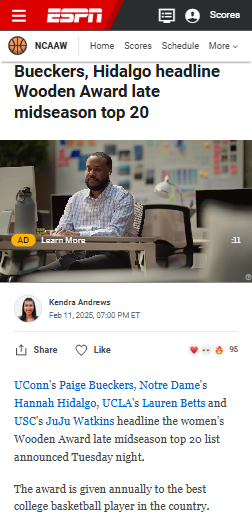 ESPN
Scores
NCAAW
Home Scores Schedule More
Bueckers, Hidalgo headline
Wooden Award late
midseason top 20
AD Learn More :11
Kendra Andrews
Feb 11, 2025, 07:00 PM ET
Share Like 95
UConn's Paige Bueckers, Notre Dame's
Hannah Hidalgo, UCLA's Lauren Betts and
USC's JuJu Watkins headline the women's
Wooden Award late midseason top 20 list
announced Tuesday night.
The award is given annually to the best
college basketball player in the country.